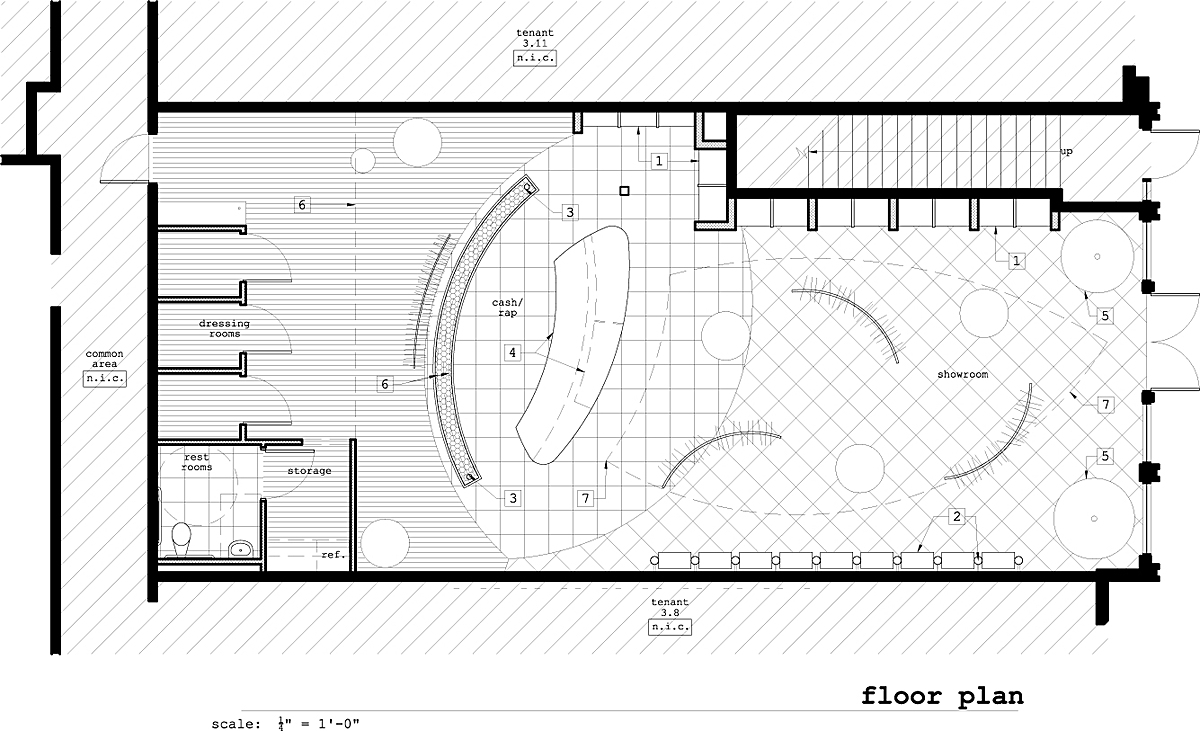 tenant
3.11
n.i.c.
up
1
6
3
1
cash/
rap
5
dressing
rooms
4
common
area
n.i.c.
6
showroom
7
rest
rooms
storage
5
3
7
2
ref.
tenant
3.8
n.i.c.
floor plan
scale: ¼" = 1'-0"